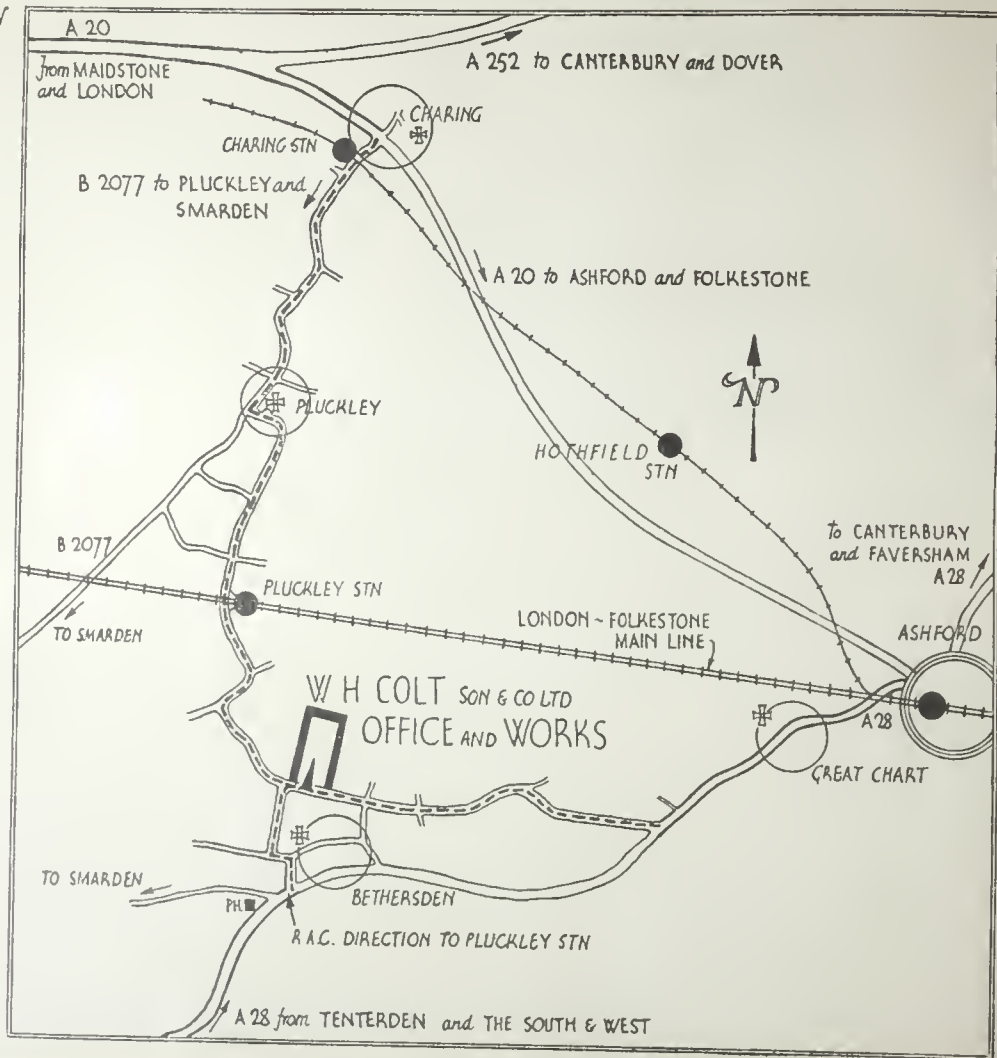 A 20
from MAIDSTONE
and LONDON
A 252 to CANTERBURY and DOVER
CHARING
CHARING STN
B 2077 to PLUCKLEY and
SMARDEN
A 20 to ASHFORD and FOLKESTONE
N
PLUCKLEY
HOTHFIELD
STN
to CANTERBURY
and FAVERSHAM
A28
B 2077
PLUCKLEY STN
TO SMARDEN
LONDON ~ FOLKESTONE
MAIN LINE
ASHFORD
W H COLT SON & CO LTD
OFFICE AND WORKS
A28
GREAT CHART
TO SMARDEN
BETHERSDEN
PH
R.A.C. DIRECTION TO PLUCKLEY STN
A 28 from TENTERDEN and THE SOUTH & WEST